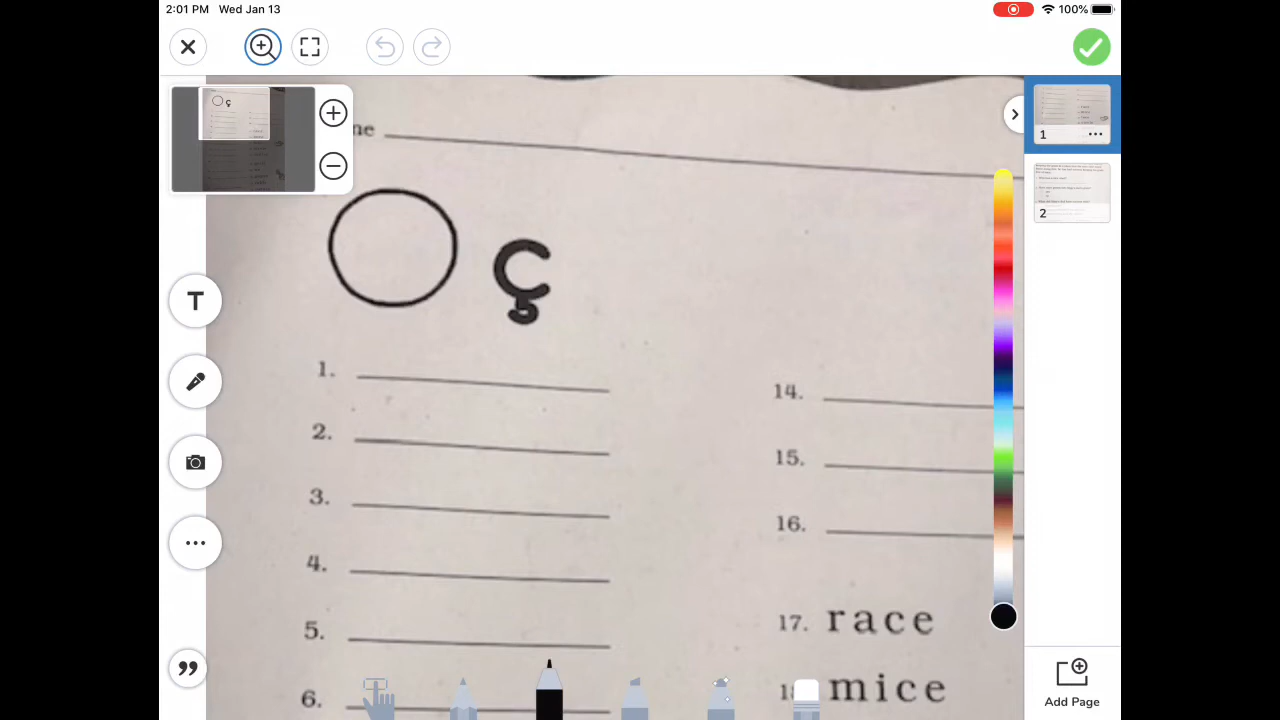 2:01 PM Wed Jan 13
100%
ne
ç
1.
2.
3.
4.
5.
6.
14.
15.
16.
17. race
mice
T
1
2
Add Page